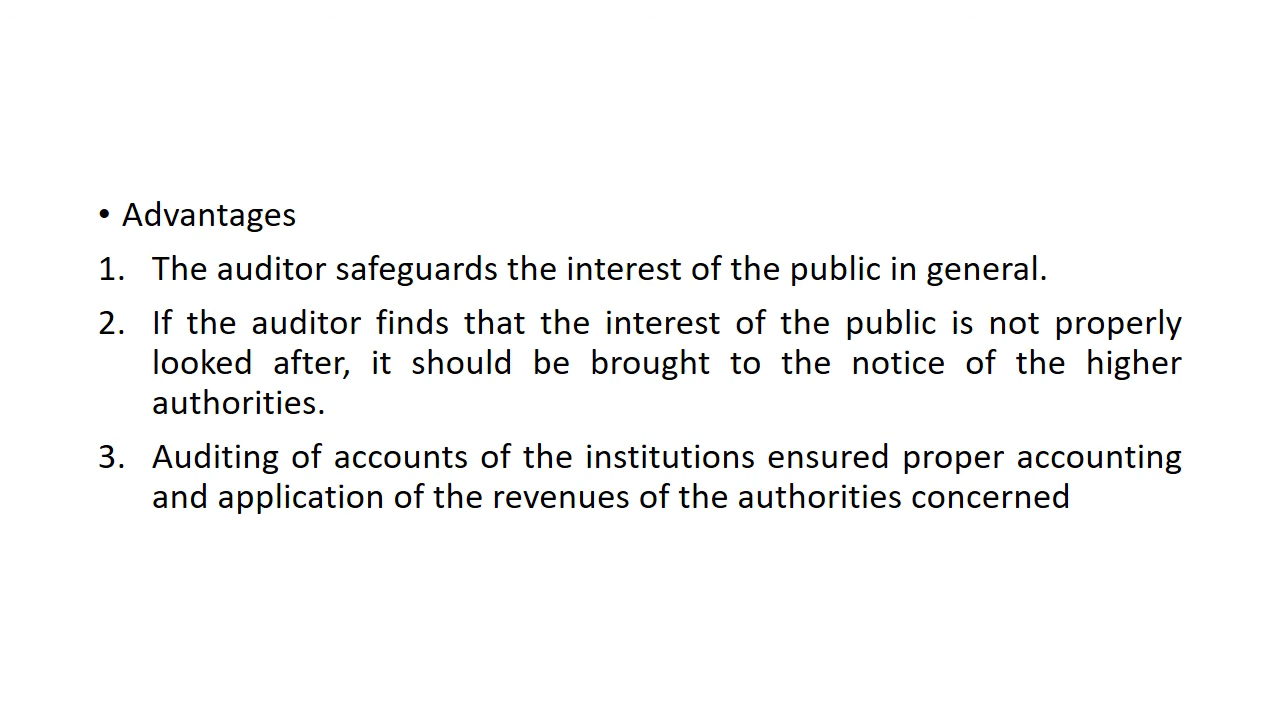 • Advantages
1. The auditor safeguards the interest of the public in general.
2. If the auditor finds that the interest of the public is not properly
looked after, it should be brought to the notice of the higher
authorities.
3. Auditing of accounts of the institutions ensured proper accounting
and application of the revenues of the authorities concerned